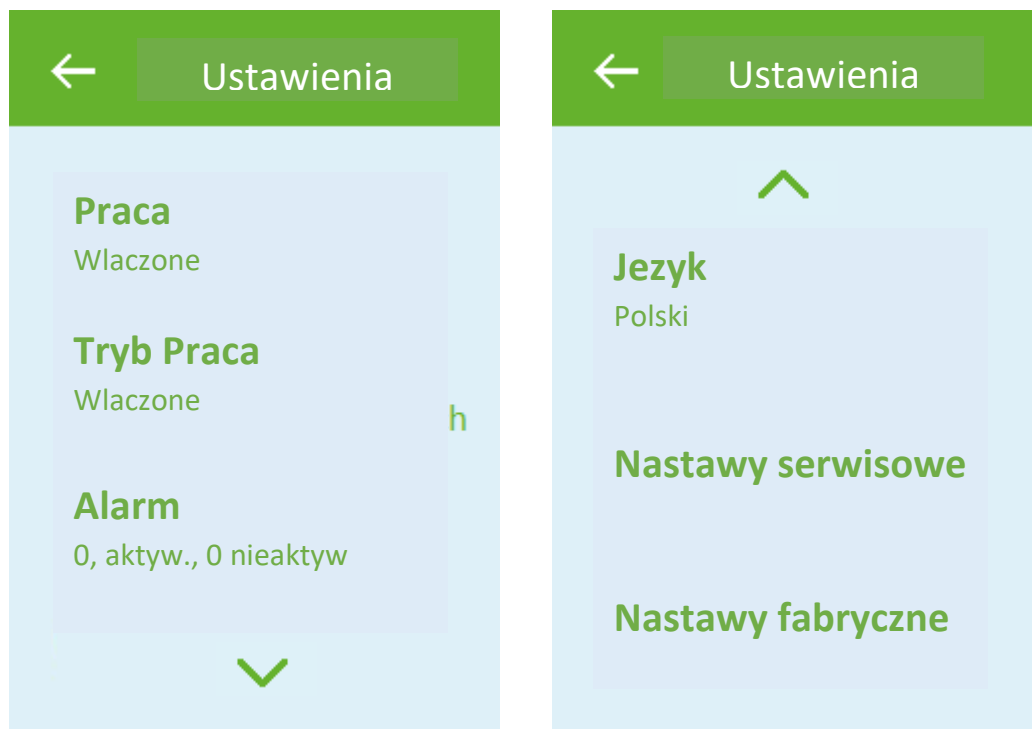 Ustawienia
Praca
Wlaczone
Tryb Praca
Wlaczone
h
Alarm
0, aktyw., 0 nieaktyw
Ustawienia
Jezyk
Polski
Nastawy serwisowe
Nastawy fabryczne